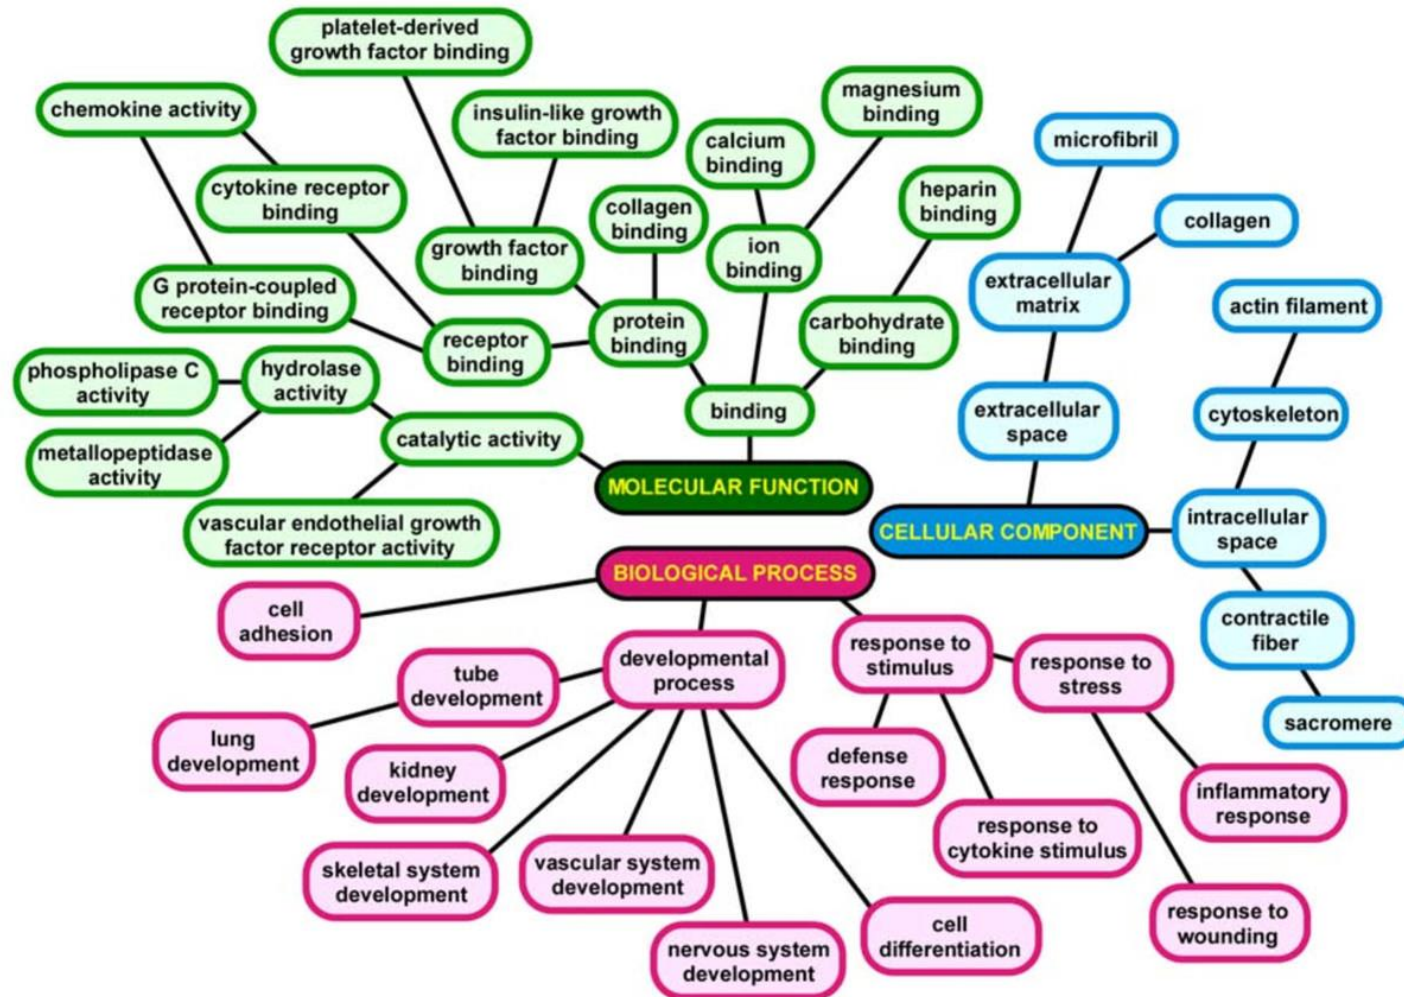 platelet-derived
growth factor binding
chemokine activity
insulin-like growth
factor binding
magnesium
binding
calcium
binding
microfibril
cytokine receptor
binding
collagen
binding
heparin
binding
collagen
growth factor
binding
ion
binding
G protein-coupled
receptor binding
extracellular
matrix
actin filament
receptor
binding
protein
binding
carbohydrate
binding
phospholipase C
activity
hydrolase
activity
binding
extracellular
space
cytoskeleton
metallopeptidase
activity
catalytic activity
MOLECULAR FUNCTION
vascular endothelial growth
factor receptor activity
CELLULAR COMPONENT
intracellular
space
BIOLOGICAL PROCESS
cell
adhesion
contractile
fiber
tube
development
developmental
process
response to
stimulus
response to
stress
sacromere
lung
development
kidney
development
defense
response
inflammatory
response
response to
cytokine stimulus
skeletal system
development
vascular system
development
nervous system
development
cell
differentiation
response to
wounding